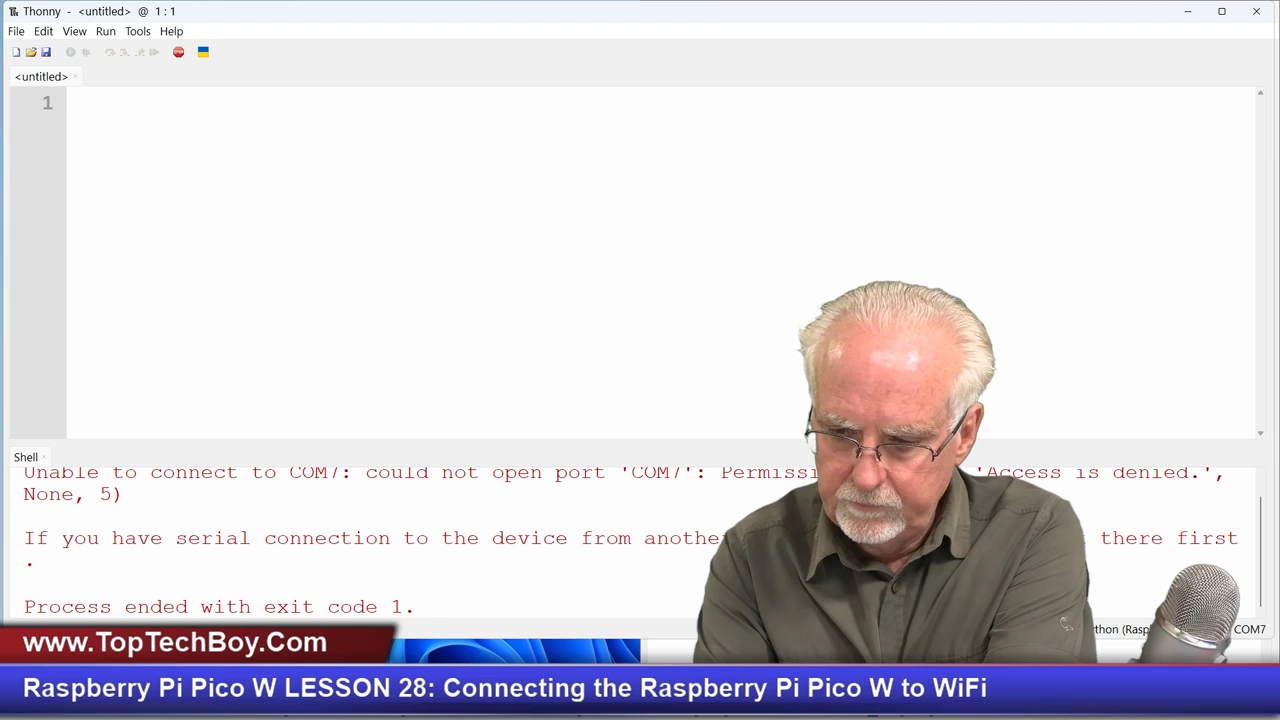 Thonny - <untitled> @ 1 : 1
File Edit View Run Tools Help
STOP
<untitled> ×
1
Shell ×
Unable to connect to COM7: could not open port 'COM7': Permissi 'Access is denied.',
None, 5)
If you have serial connection to the device from anothe there first
.
Process ended with exit code 1.
thon (Rasp COM7
www.TopTechBoy.Com
Raspberry Pi Pico W LESSON 28: Connecting the Raspberry Pi Pico W to WiFi